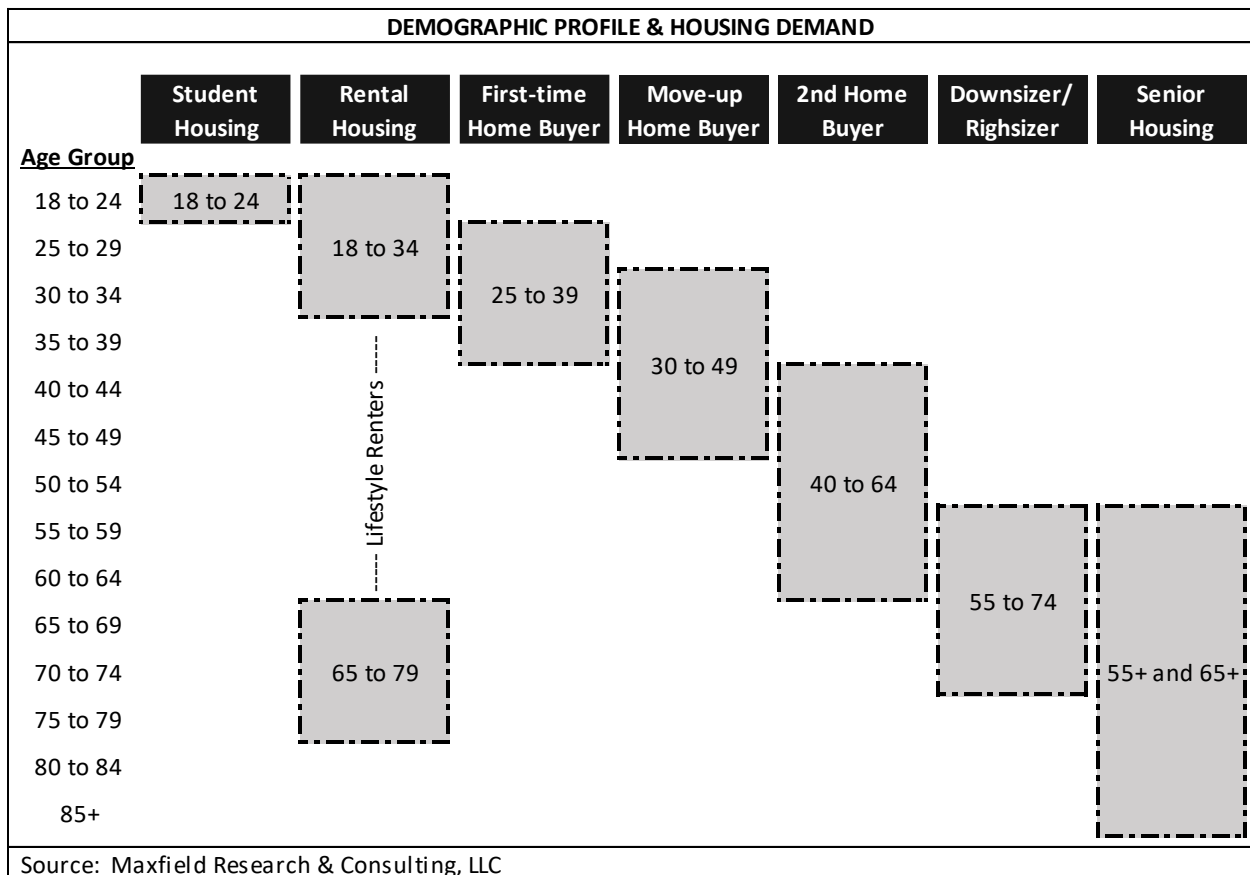 DEMOGRAPHIC PROFILE & HOUSING DEMAND
Student Housing
Rental Housing
First-time Home Buyer
Move-up Home Buyer
2nd Home Buyer
Downsizer/ Righsizer
Senior Housing
Age Group
18 to 24
25 to 29
30 to 34
35 to 39
40 to 44
45 to 49
50 to 54
55 to 59
60 to 64
65 to 69
70 to 74
75 to 79
80 to 84
85+
18 to 24
18 to 34
Lifestyle Renters
65 to 79
25 to 39
30 to 49
40 to 64
55 to 74
55+ and 65+
Source: Maxfield Research & Consulting, LLC